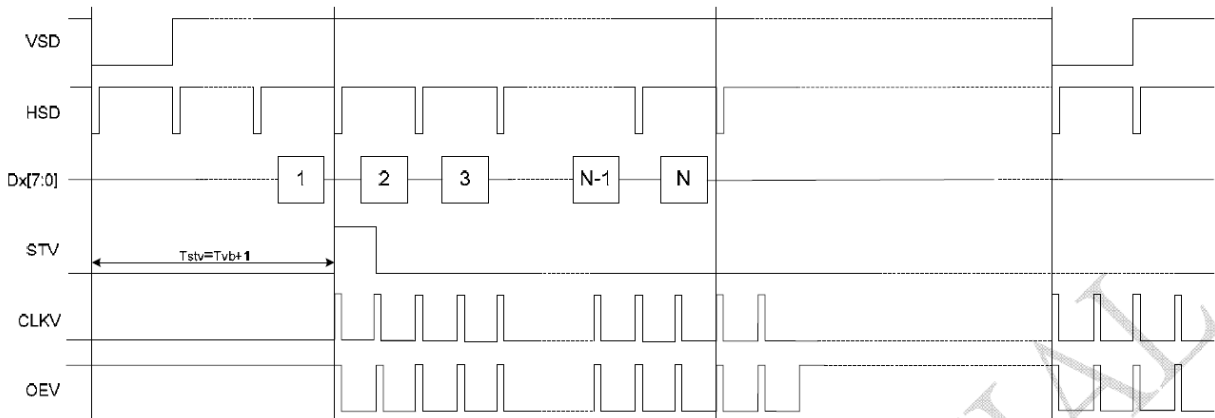 VSD
HSD
Dx[7:0]
1
2
3
N-1
N
STV
Tstv=Tvb+1
CLKV
OEV